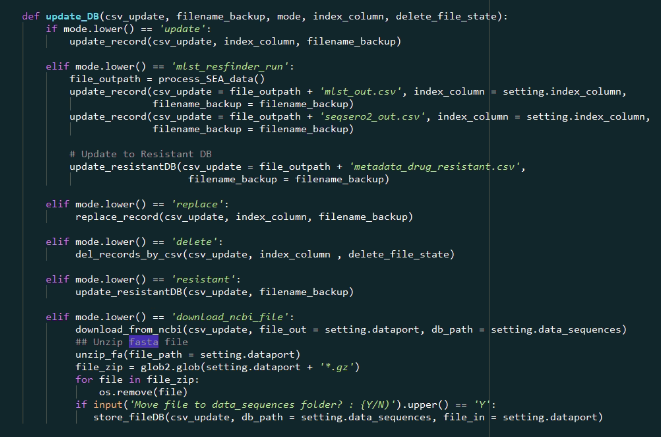 def update_DB(csv_update, filename_backup, mode, index_column, delete_file_state):
if mode.lower() == 'update':
update_record(csv_update, index_column, filename_backup)
elif mode.lower() == 'mlst_resfinder_run':
file_outpath = process_SEA_data()
update_record(csv_update = file_outpath + 'mlst_out.csv', index_column = setting.index_column,
filename_backup = filename_backup)
update_record(csv_update = file_outpath + 'seqsero2_out.csv', index_column = setting.index_column,
filename_backup = filename_backup)
# Update to Resistant DB
update_resistantDB(csv_update = file_outpath + 'metadata_drug_resistant.csv',
filename_backup = filename_backup)
elif mode.lower() == 'replace':
replace_record(csv_update, index_column, filename_backup)
elif mode.lower() == 'delete':
del_records_by_csv(csv_update, index_column , delete_file_state)
elif mode.lower() == 'resistant':
update_resistantDB(csv_update, filename_backup)
elif mode.lower() == 'download_ncbi_file':
download_from_ncbi(csv_update, file_out = setting.dataport, db_path = setting.data_sequences)
## Unzip fasta file
unzip_fa(file_path = setting.dataport)
file_zip = glob2.glob(setting.dataport + '*.gz')
for file in file_zip:
os.remove(file)
if input('Move file to data_sequences folder? : {Y/N)').upper() == 'Y':
store_fileDB(csv_update, db_path = setting.data_sequences, file_in = setting.dataport)